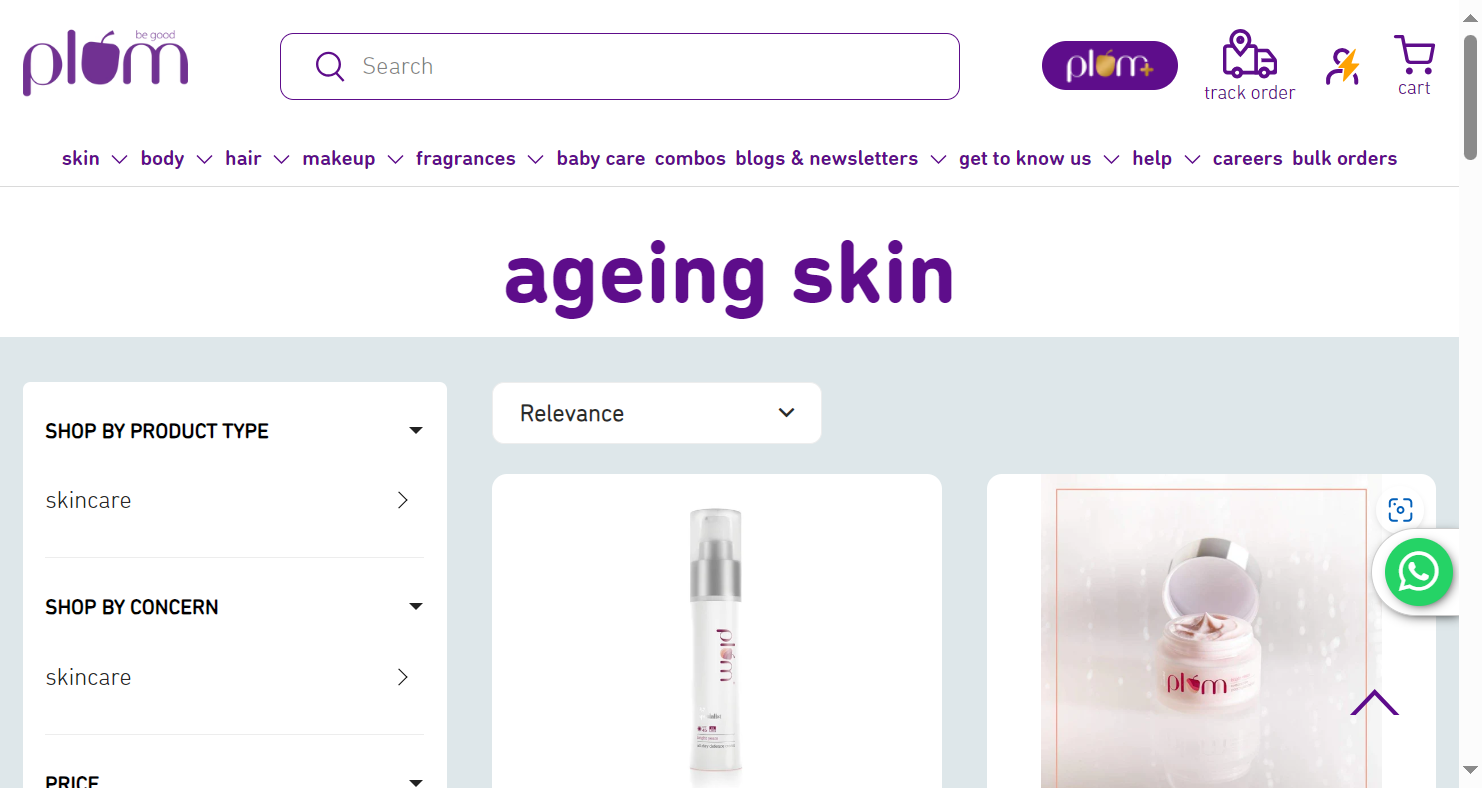 be good
plum
Search
plum+
track order
cart
skin body hair makeup fragrances baby care combos blogs & newsletters get to know us help careers bulk orders
ageing skin
SHOP BY PRODUCT TYPE
Relevance
skincare
SHOP BY CONCERN
skincare
PRICE
plum
plum